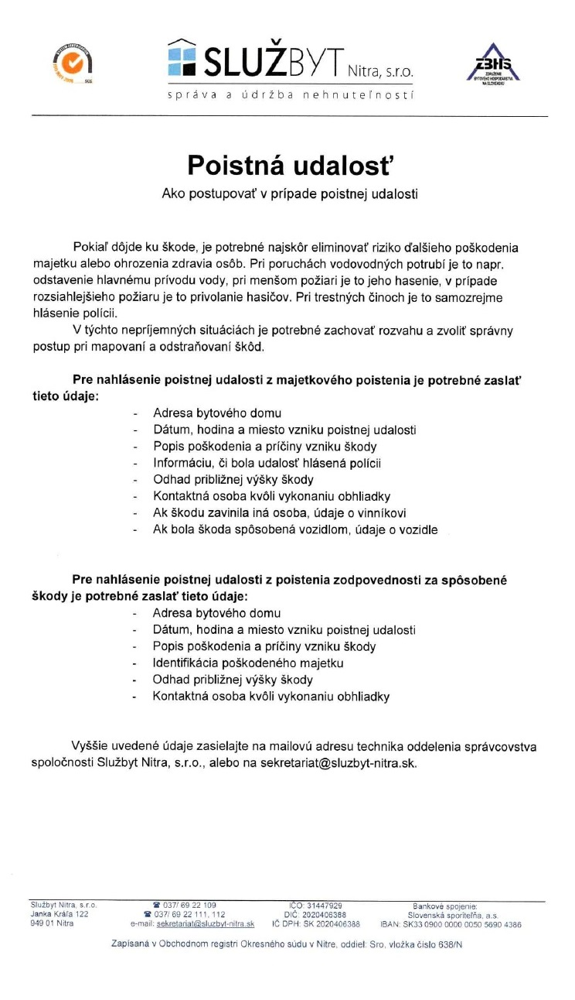 SLUŽBYT Nitra, s.r.o.
správa a údržba nehnuteľností
ZBHS
ZDRUŽENIE
BYTOVÉHO HOSPODÁRSTVA
NA SLOVENSKU
Poistná udalosť
Ako postupovať v prípade poistnej udalosti
Pokiaľ dôjde ku škode, je potrebné najskôr eliminovať riziko ďalšieho poškodenia
majetku alebo ohrozenia zdravia osôb. Pri poruchách vodovodných potrubí je to napr.
odstavenie hlavnému prívodu vody, pri menšom požiari je to jeho hasenie, v prípade
rozsiahlejšieho požiaru je to privolanie hasičov. Pri trestných činoch je to samozrejme
hlásenie polícii.
V týchto nepríjemných situáciách je potrebné zachovať rozvahu a zvoliť správny
postup pri mapovaní a odstraňovaní škôd.
Pre nahlásenie poistnej udalosti z majetkového poistenia je potrebné zaslať
tieto údaje:
- Adresa bytového domu
- Dátum, hodina a miesto vzniku poistnej udalosti
- Popis poškodenia a príčiny vzniku škody
- Informáciu, či bola udalosť hlásená polícii
- Odhad približnej výšky škody
- Kontaktná osoba kvôli vykonaniu obhliadky
- Ak škodu zavinila iná osoba, údaje o vinníkovi
- Ak bola škoda spôsobená vozidlom, údaje o vozidle
Pre nahlásenie poistnej udalosti z poistenia zodpovednosti za spôsobené
škody je potrebné zaslať tieto údaje:
- Adresa bytového domu
- Dátum, hodina a miesto vzniku poistnej udalosti
- Popis poškodenia a príčiny vzniku škody
- Identifikácia poškodeného majetku
- Odhad približnej výšky škody
- Kontaktná osoba kvôli vykonaniu obhliadky
Vyššie uvedené údaje zasielajte na mailovú adresu technika oddelenia správcovstva
spoločnosti Službyt Nitra, s.r.o., alebo na sekretariat@sluzbyt-nitra.sk.
Službyt Nitra, s.r.o.
Janka Kráľa 122
949 01 Nitra
☎ 037/ 69 22 109
☎ 037/ 69 22 111, 112
e-mail: sekretariat@sluzbyt-nitra.sk
IČO: 31447929
DIČ: 2020406388
IČ DPH: SK 2020406388
Bankové spojenie:
Slovenská sporiteľňa, a.s.
IBAN: SK33 0900 0000 0050 5690 4386
Zapísaná v Obchodnom registri Okresného súdu v Nitre, oddiel: Sro, vložka číslo 638/N